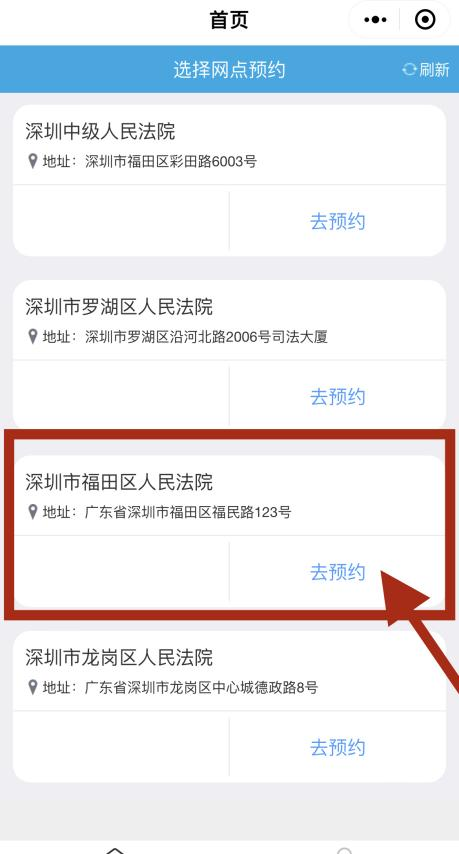 首页
选择网点预约 刷新
深圳中级人民法院
地址：深圳市福田区彩田路6003号
去预约
深圳市罗湖区人民法院
地址：深圳市罗湖区沿河北路2006号司法大厦
去预约
深圳市福田区人民法院
地址：广东省深圳市福田区福民路123号
去预约
深圳市龙岗区人民法院
地址：广东省深圳市龙岗区中心城德政路8号
去预约